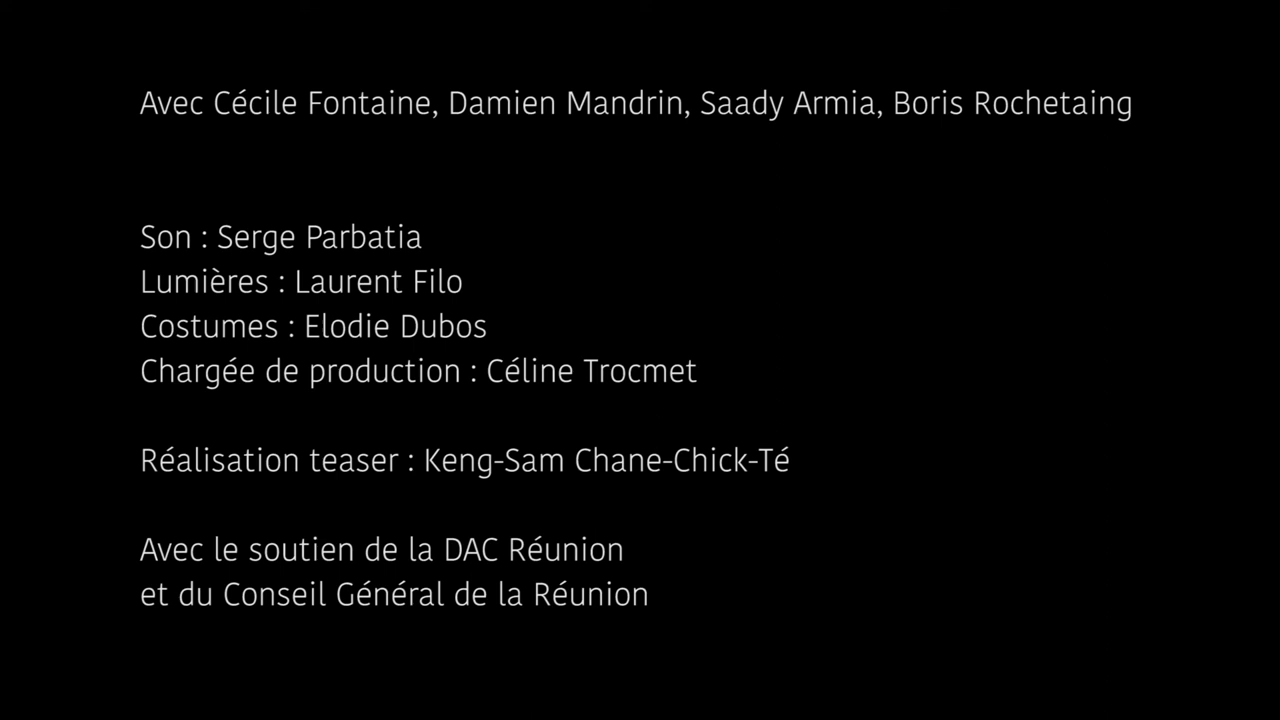 Avec Cécile Fontaine, Damien Mandrin, Saady Armia, Boris Rochetaing
Son : Serge Parbatia
Lumières : Laurent Filo
Costumes : Elodie Dubos
Chargée de production : Céline Trocmet
Réalisation teaser : Keng-Sam Chane-Chick-Té
Avec le soutien de la DAC Réunion
et du Conseil Général de la Réunion